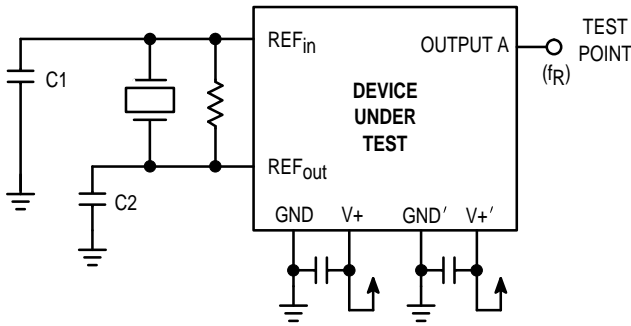 REFin
OUTPUT A
TEST
POINT
(fR)
C1
DEVICE
UNDER
TEST
REFout
C2
GND V+ GND′ V+′